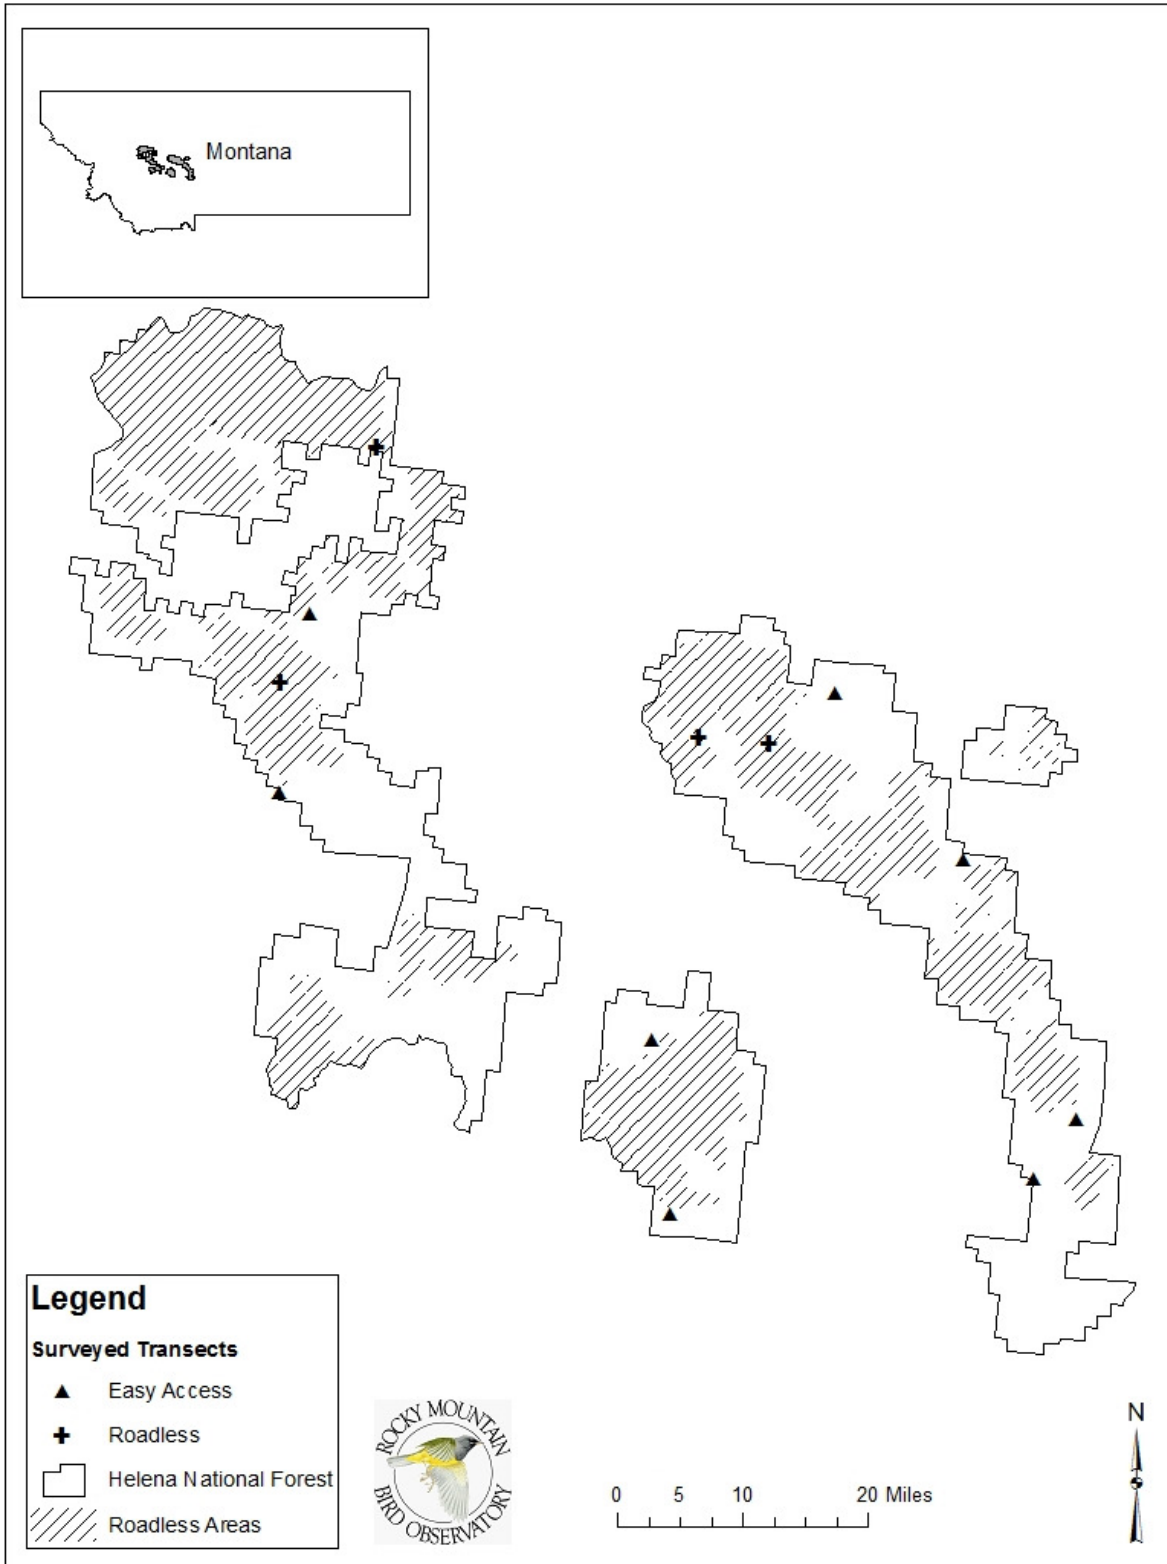 Montana
Legend
Surveyed Transects
Easy Access
Roadless
Helena National Forest
Roadless Areas
ROCKY MOUNTAIN
BIRD OBSERVATORY
0 5 10 20 Miles
N